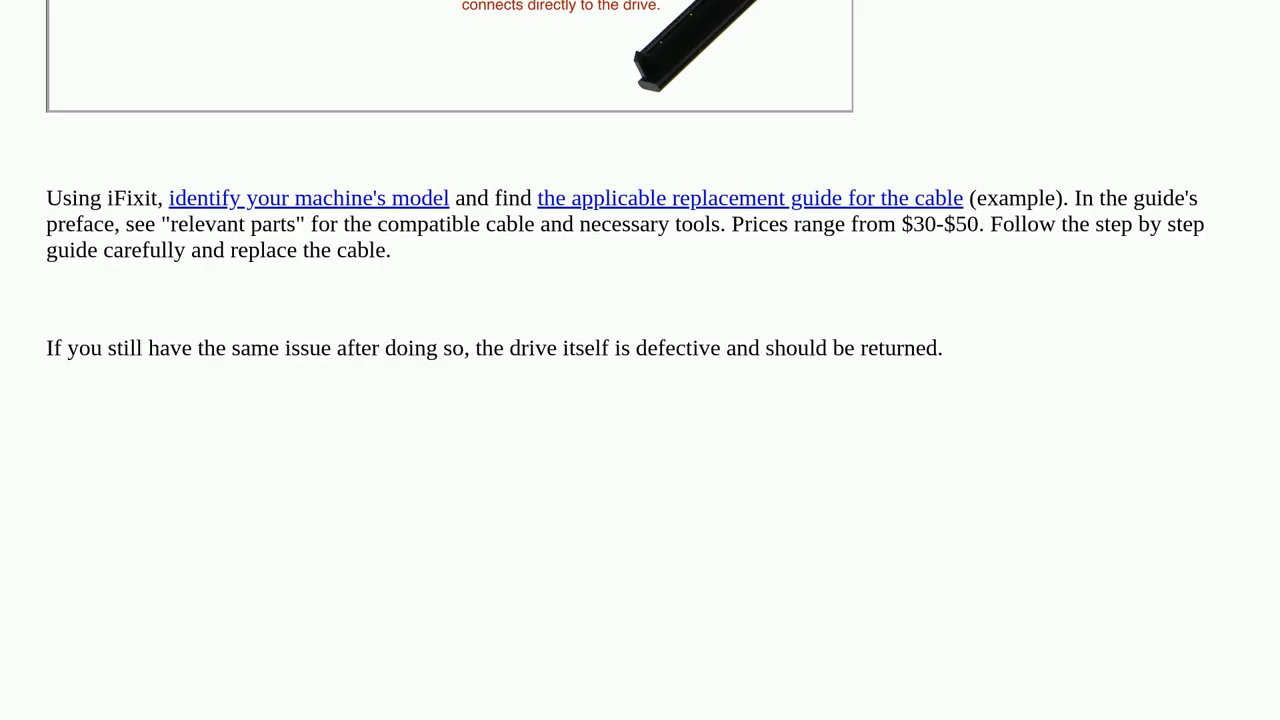 connects directly to the drive.
Using iFixit, identify your machine's model and find the applicable replacement guide for the cable (example). In the guide's
preface, see "relevant parts" for the compatible cable and necessary tools. Prices range from $30-$50. Follow the step by step
guide carefully and replace the cable.
If you still have the same issue after doing so, the drive itself is defective and should be returned.